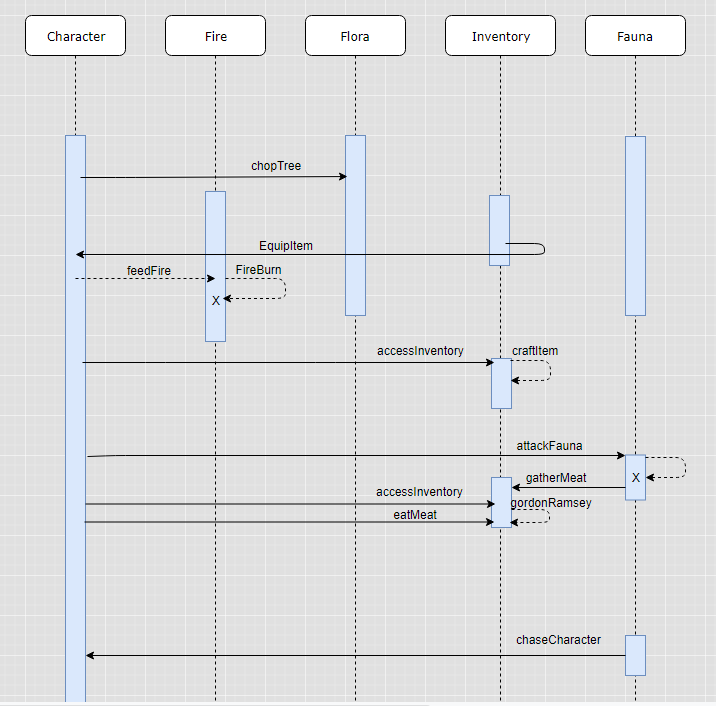 Character
Fire
Flora
Inventory
Fauna
chopTree
EquipItem
feedFire
FireBurn
X
accessInventory
craftItem
attackFauna
X
gatherMeat
accessInventory
gordonRamsey
eatMeat
chaseCharacter